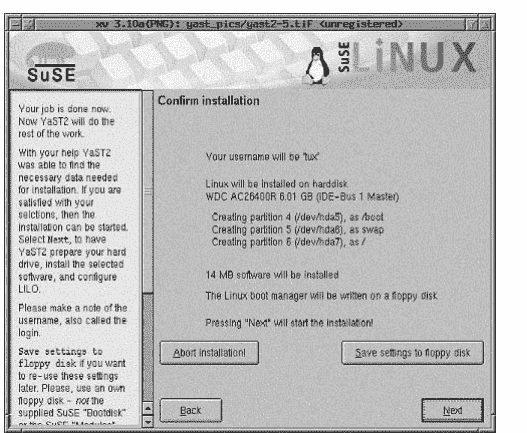 xv 3.10a(PNG): yast_pics/yast2-5.tif <unregistered>
SuSE
SuSE LiNUX
Your job is done now.
Now YaST2 will do the
rest of the work.
With your help YaST2
was able to find the
necessary data needed
for installation. If you are
satisfied with your
selctions, then the
installation can be started.
Select Next, to have
YaST2 prepare your hard
drive, install the selected
software, and configure
LILO.
Please make a note of the
username, also called the
login.
Save settings to
floppy disk if you want
to re-use these settings
later. Please, use an own
floppy disk - not the
supplied SuSE "Bootdisk"
or the SuSE "Modules"
Confirm installation
Your username will be 'tux'
Linux will be installed on harddisk
WDC AC26400R 6.01 GB (IDE-Bus 1 Master)
Creating partition 4 (/dev/hda5), as /boot
Creating partition 5 (/dev/hda6), as swap
Creating partition 6 (/dev/hda7), as /
14 MB software will be installed
The Linux boot manager will be written on a floppy disk
Pressing "Next" will start the installation!
Abort installation!
Save settings to floppy disk
Back
Next